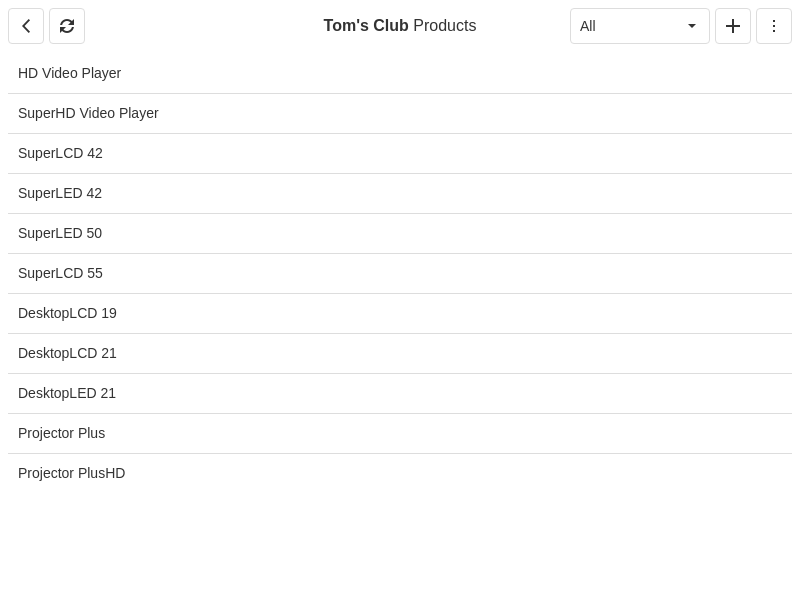 Tom's Club Products
All
HD Video Player
SuperHD Video Player
SuperLCD 42
SuperLED 42
SuperLED 50
SuperLCD 55
DesktopLCD 19
DesktopLCD 21
DesktopLED 21
Projector Plus
Projector PlusHD